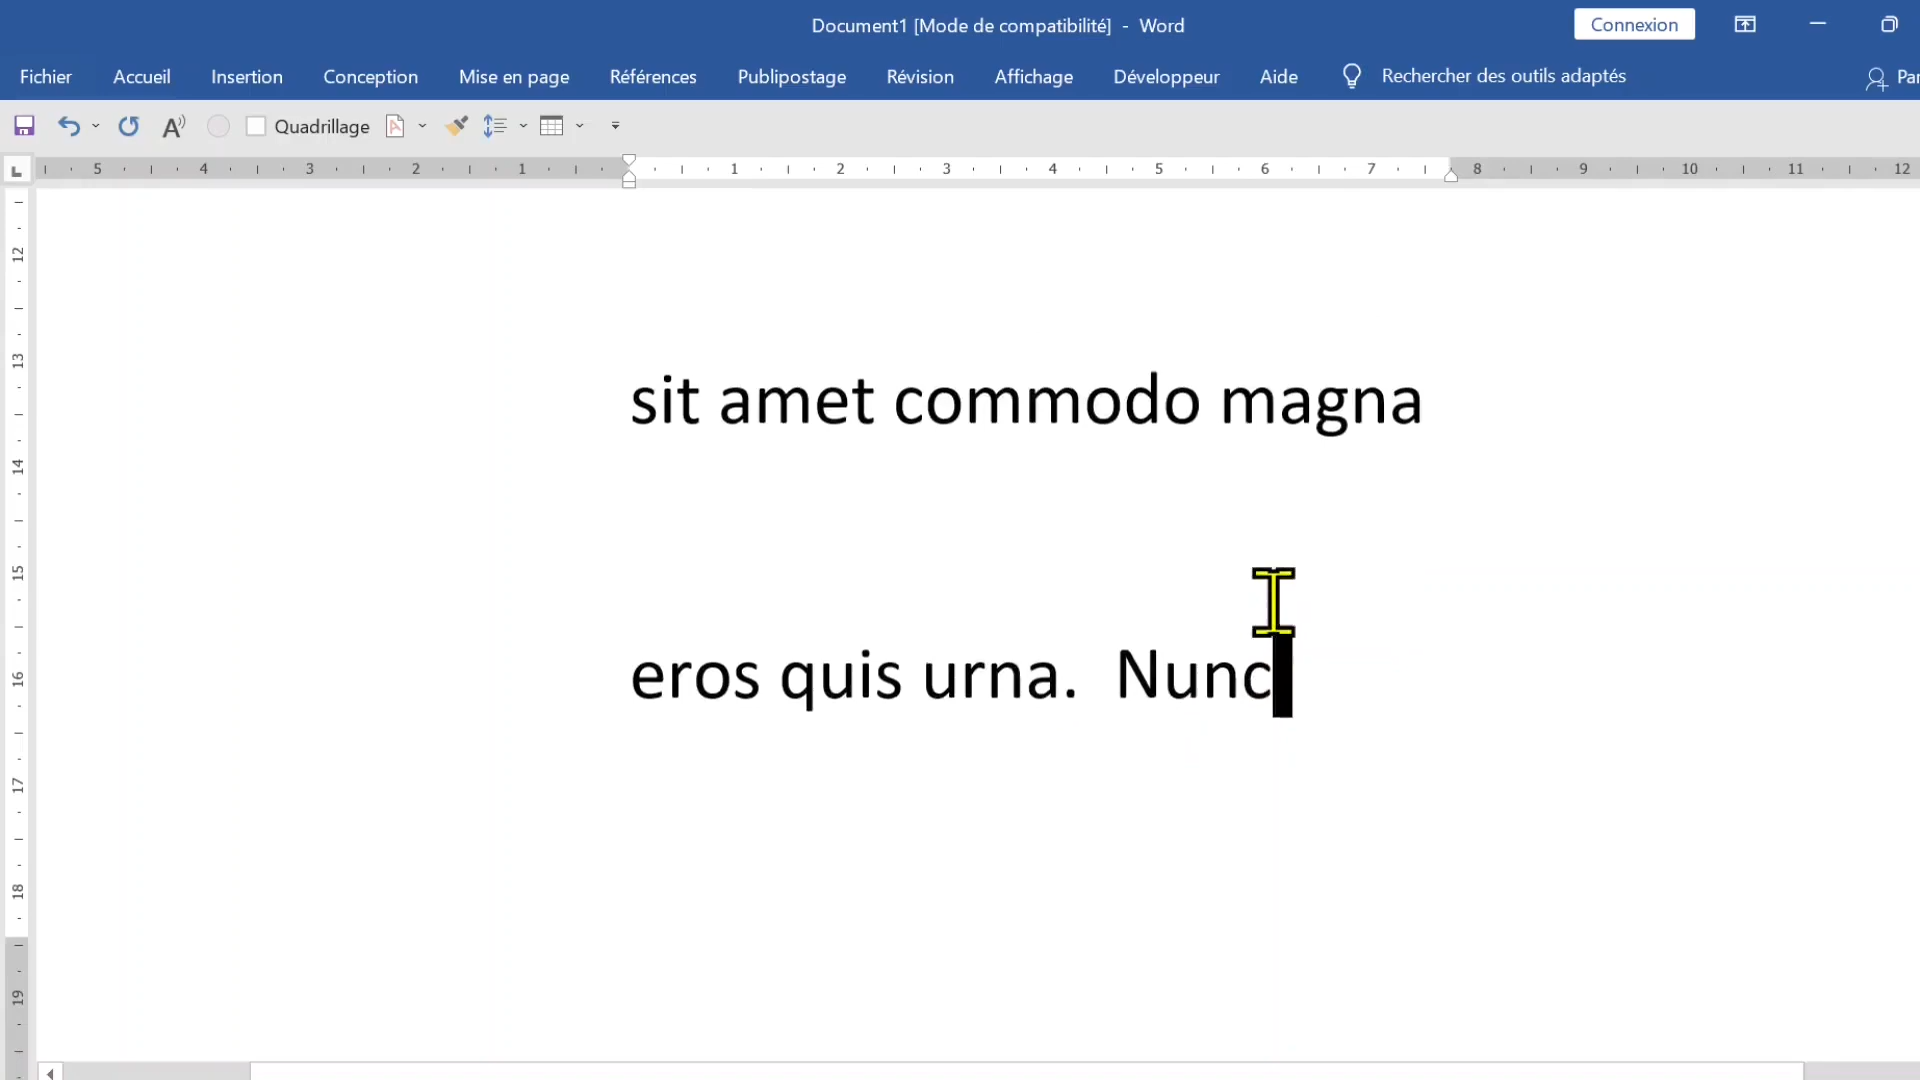 Document1 [Mode de compatibilité] - Word
Connexion
Fichier Accueil Insertion Conception Mise en page Références Publipostage Révision Affichage Développeur Aide Rechercher des outils adaptés Par
Quadrillage
5 4 3 2 1 1 2 3 4 5 6 7 8 9 10 11 12
12
13
sit amet commodo magna
14
15
eros quis urna.  Nunc
16
17
18
19